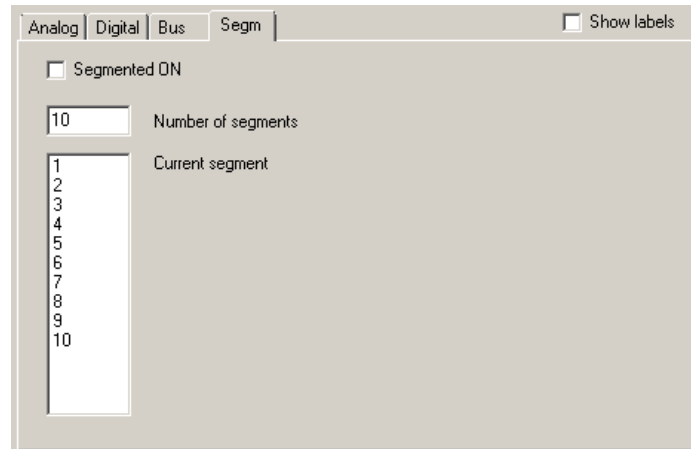 Analog Digital Bus Segm Show labels
Segmented ON
10 Number of segments
1 Current segment
2
3
4
5
6
7
8
9
10